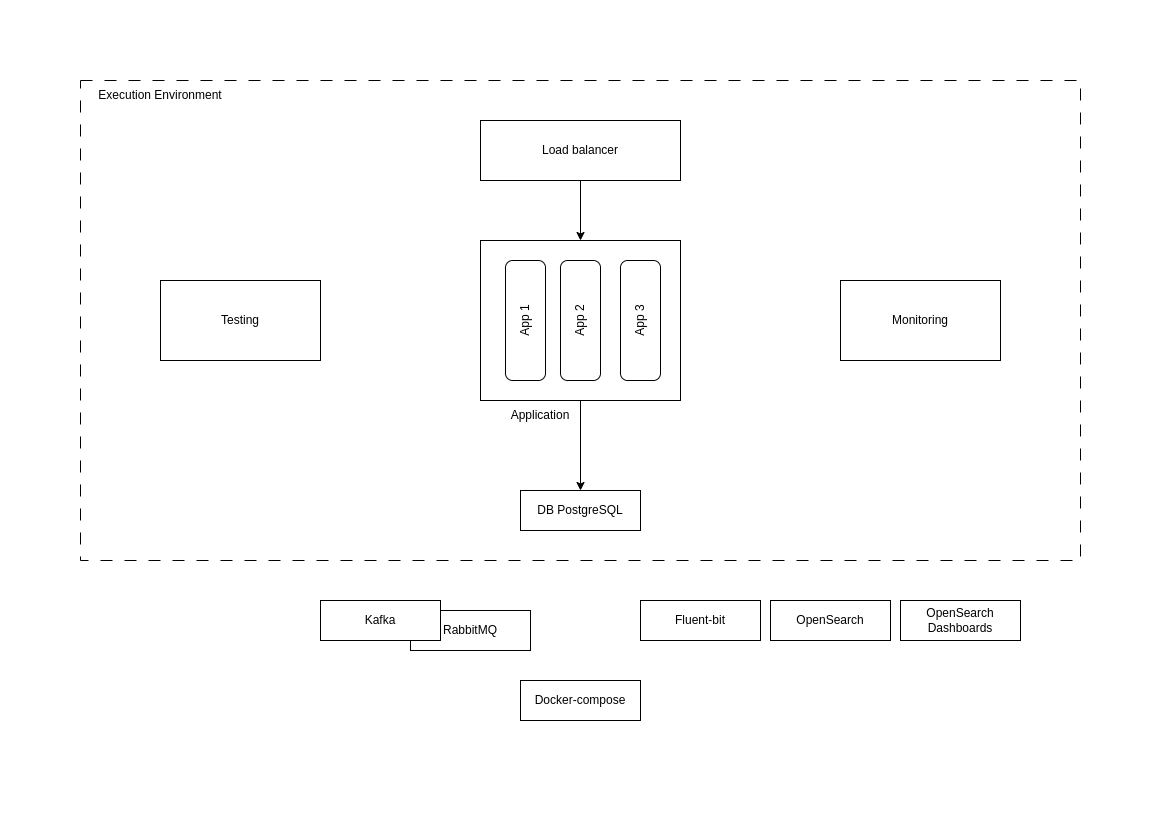 Execution Environment
Load balancer
App 1
App 2
App 3
Testing
Monitoring
Application
DB PostgreSQL
Kafka
RabbitMQ
Fluent-bit
OpenSearch
OpenSearch
Dashboards
Docker-compose